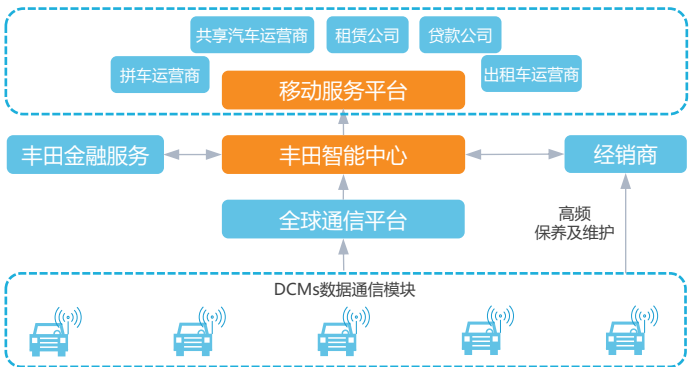 共享汽车运营商
租赁公司
贷款公司
拼车运营商
出租车运营商
移动服务平台
丰田金融服务
丰田智能中心
经销商
全球通信平台
高频
保养及维护
DCMs数据通信模块